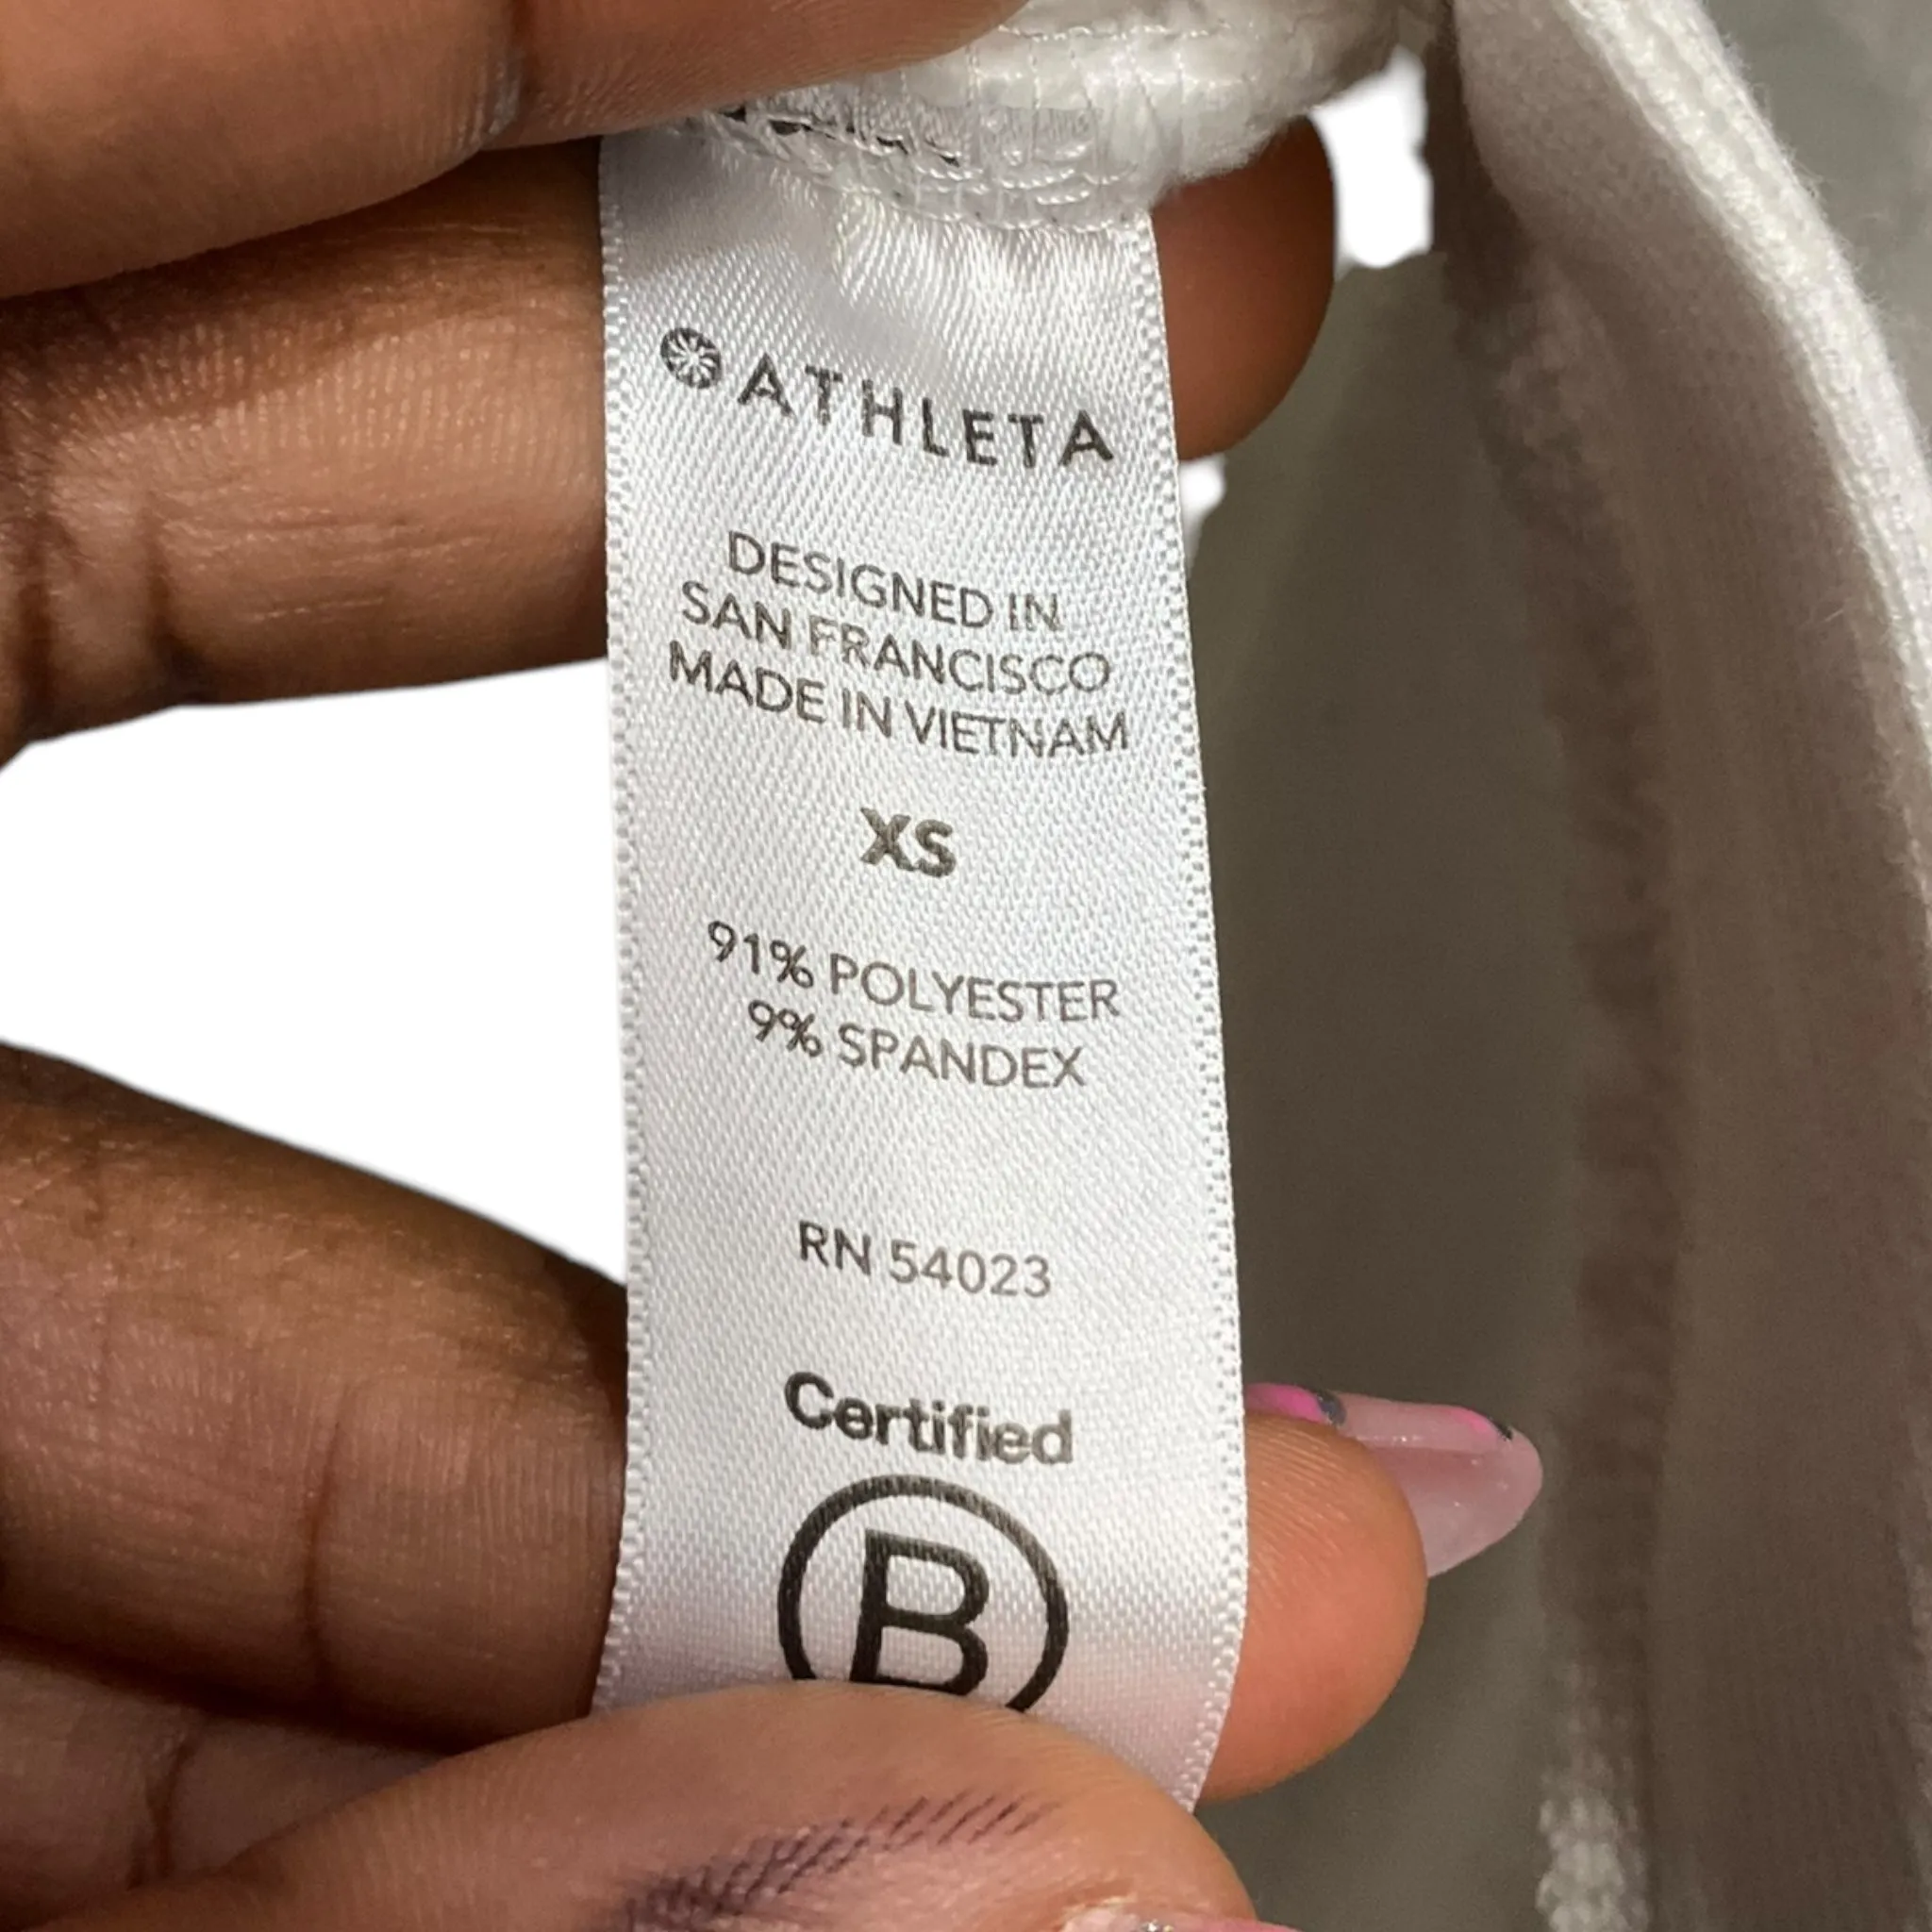 ATHLETA
DESIGNED IN
SAN FRANCISCO
MADE IN VIETNAM
XS
91% POLYESTER
9% SPANDEX
RN 54023
Certified
B